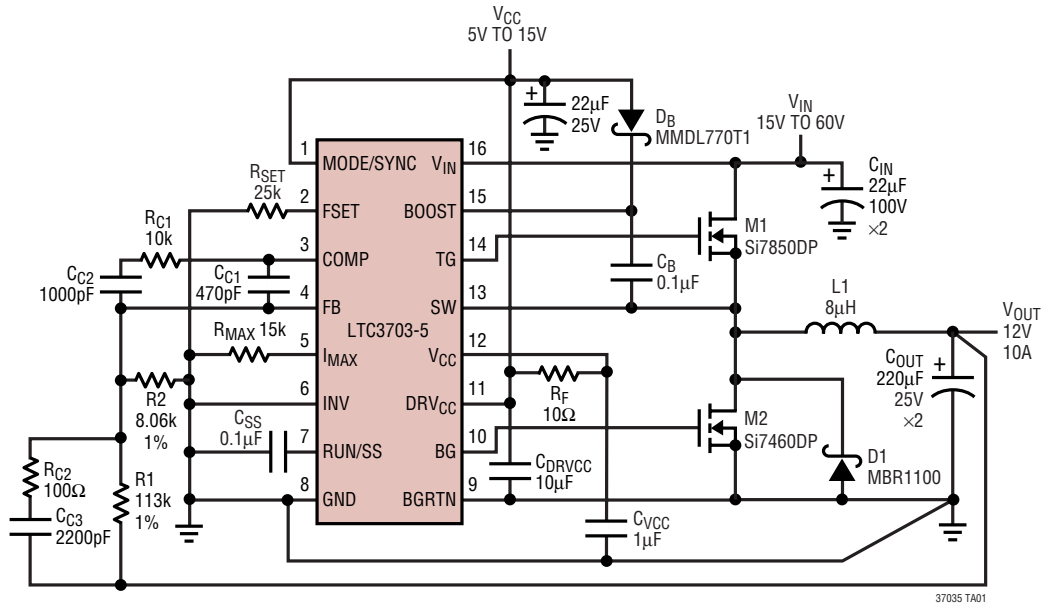 VCC
5V TO 15V
+
22µF
25V
DB
MMDL770T1
VIN
15V TO 60V
+
CIN
22µF
100V
×2
RSET
25k
RC1
10k
CC2
1000pF
CC1
470pF
RMAX 15k
R2
8.06k
1%
CSS
0.1µF
RC2
100Ω
CC3
2200pF
R1
113k
1%
1
MODE/SYNC
2
FSET
3
COMP
4
FB
5
IMAX
6
INV
7
RUN/SS
8
GND
LTC3703-5
16
VIN
15
BOOST
14
TG
13
SW
12
VCC
11
DRVCC
10
BG
9
BGRTN
CB
0.1µF
RF
10Ω
CDRVCC
10µF
CVCC
1µF
M1
Si7850DP
M2
Si7460DP
L1
8µH
D1
MBR1100
VOUT
12V
10A
COUT
220µF
25V
×2
+
37035 TA01